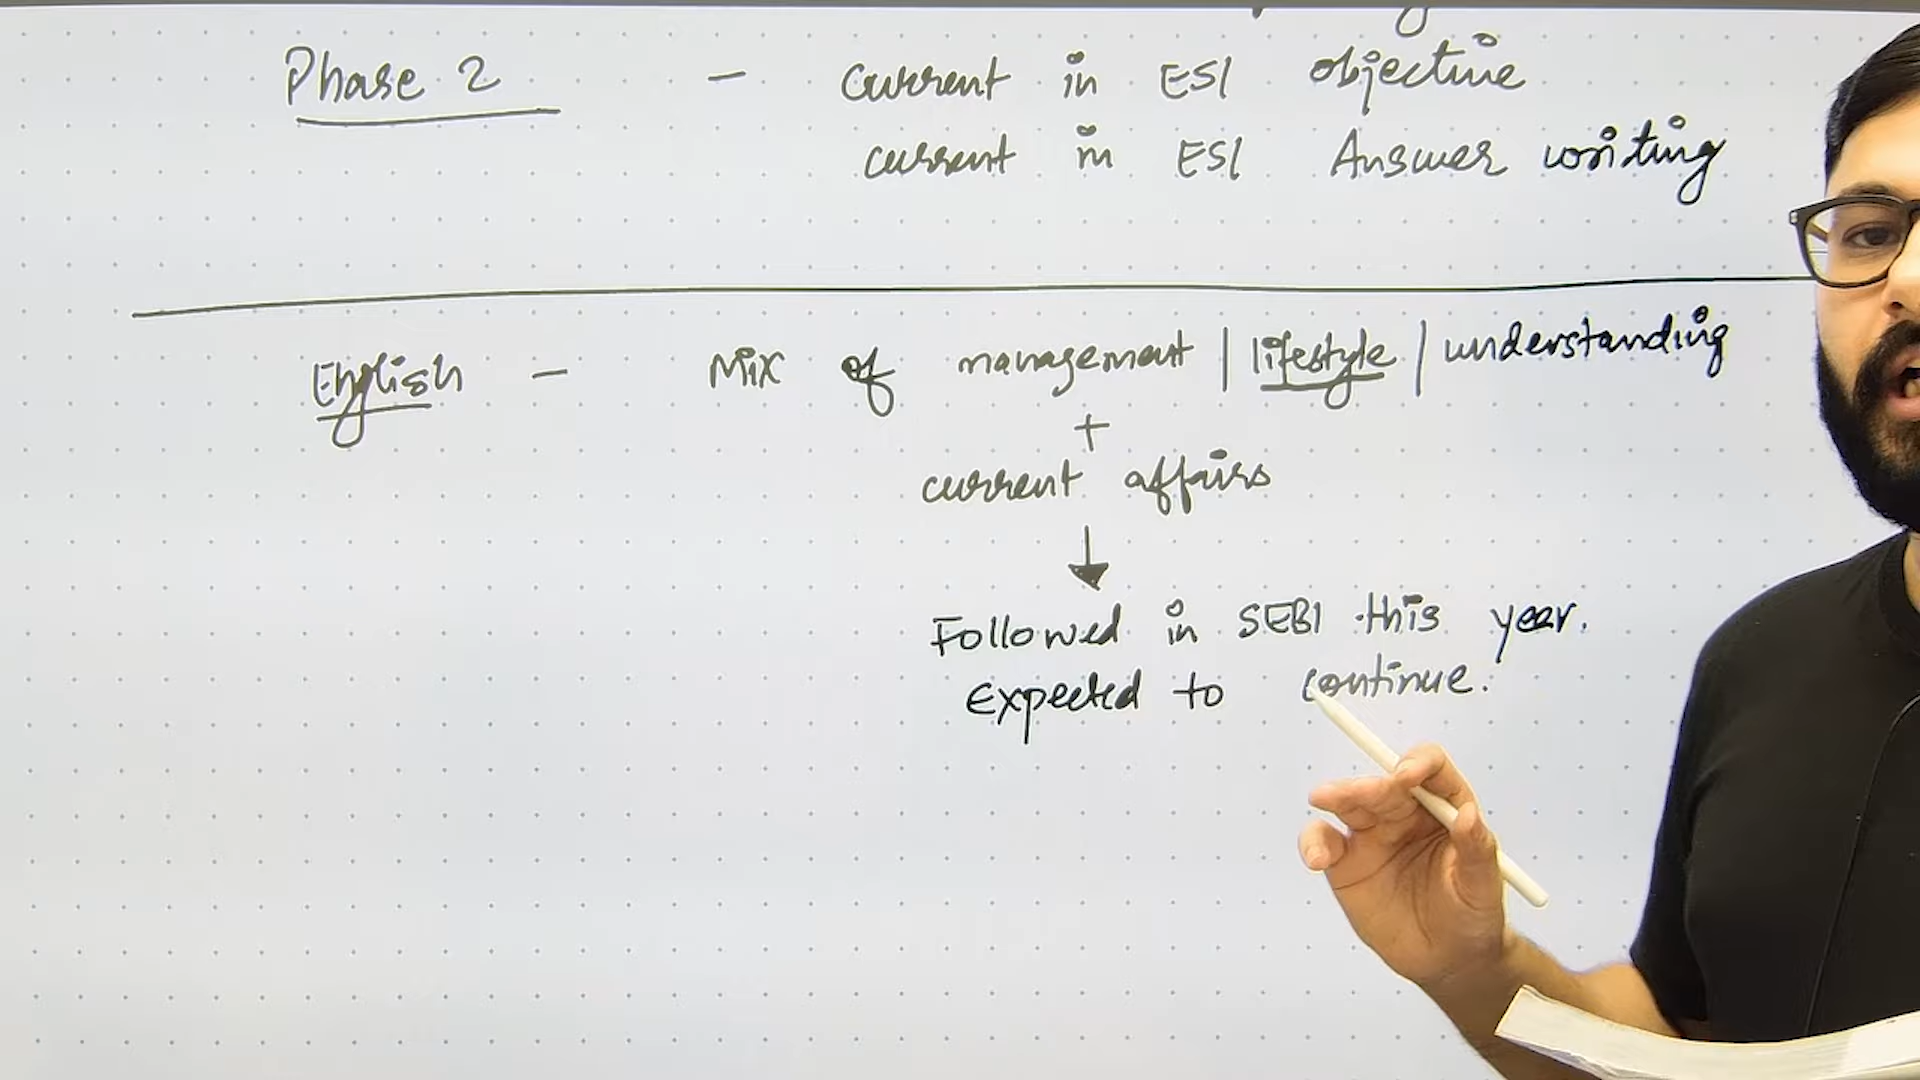 Phase 2 - current in ESI objective
current in ESI Answer writing
English - Mix of management | lifestyle | understanding
+
current affairs
↓
Followed in SEBI this year.
Expected to continue.